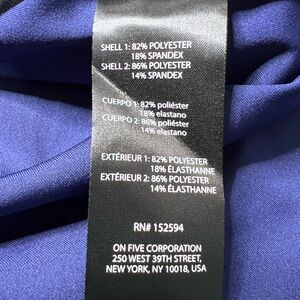 SHELL 1: 82% POLYESTER
18% SPANDEX
SHELL 2: 86% POLYESTER
14% SPANDEX
CUERPO 1: 82% poliéster
18% elastano
CUERPO 2: 86% poliéster
14% elastano
EXTÉRIEUR 1: 82% POLYESTER
18% ÉLASTHANNE
EXTÉRIEUR 2: 86% POLYESTER
14% ÉLASTHANNE
RN# 152594
ON FIVE CORPORATION
250 WEST 39TH STREET,
NEW YORK, NY 10018, USA